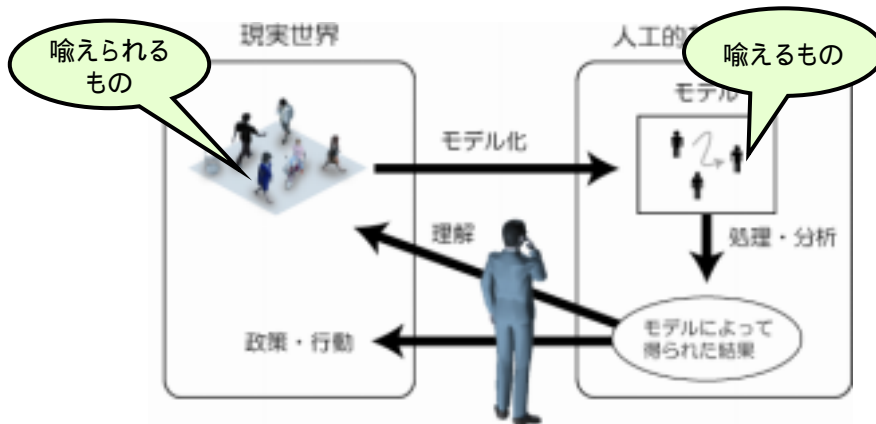 現実世界
喩えられる
もの
人工的
喩えるもの
モデル
モデル化
理解
処理・分析
政策・行動
モデルによって
得られた結果